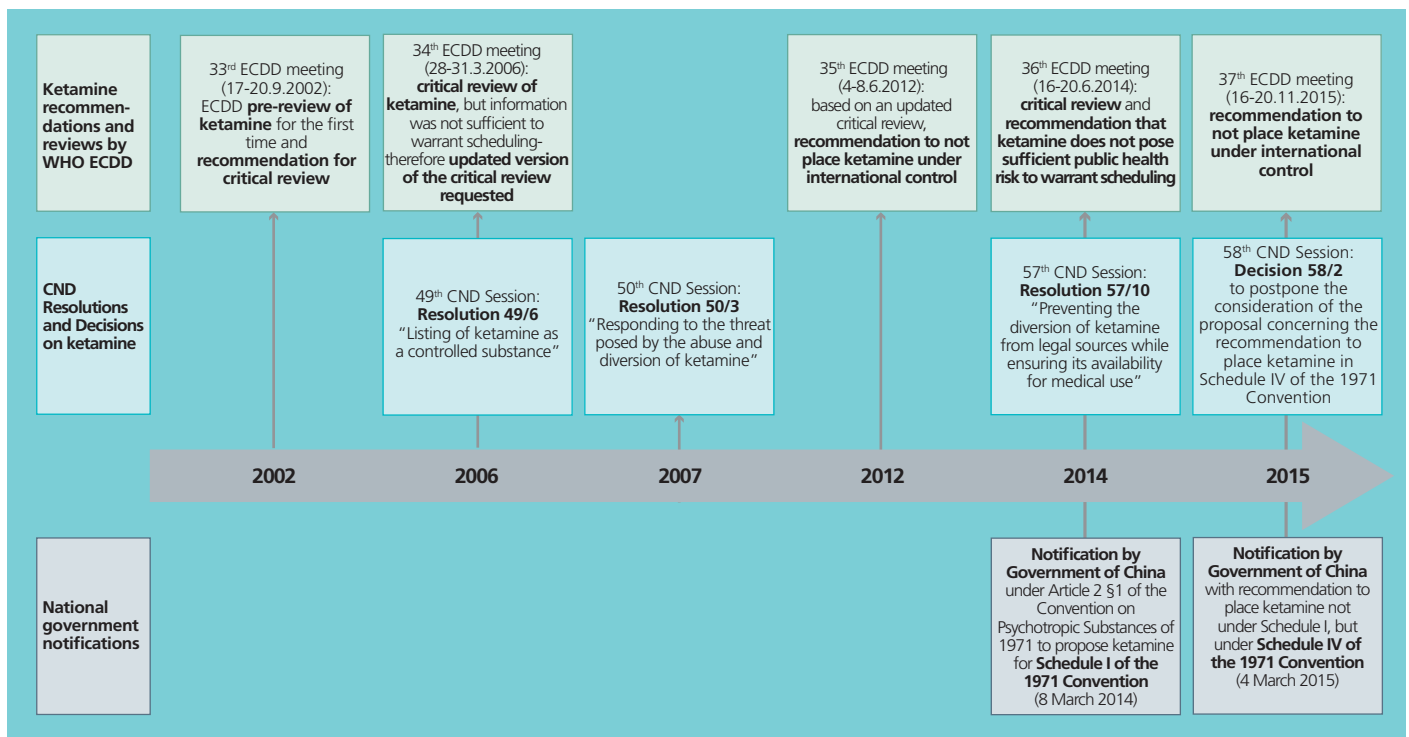 Ketamine
recommen-
dations and
reviews by
WHO ECDD
33rd ECDD meeting
(17-20.9.2002):
ECDD pre-review of
ketamine for the first
time and
recommendation for
critical review
34th ECDD meeting
(28-31.3.2006):
critical review of
ketamine, but information
was not sufficient to
warrant scheduling-
therefore updated version
of the critical review
requested
35th ECDD meeting
(4-8.6.2012):
based on an updated
critical review,
recommendation to not
place ketamine under
international control
36th ECDD meeting
(16-20.6.2014):
critical review and
recommendation that
ketamine does not pose
sufficient public health
risk to warrant scheduling
37th ECDD meeting
(16-20.11.2015):
recommendation to
not place ketamine
under international
control
CND
Resolutions
and Decisions
on ketamine
49th CND Session:
Resolution 49/6
“Listing of ketamine as
a controlled substance”
50th CND Session:
Resolution 50/3
“Responding to the threat
posed by the abuse and
diversion of ketamine”
57th CND Session:
Resolution 57/10
“Preventing the
diversion of ketamine
from legal sources while
ensuring its availability
for medical use”
58th CND Session:
Decision 58/2
to postpone the
consideration of the
proposal concerning the
recommendation to
place ketamine in
Schedule IV of the 1971
Convention
2002
2006
2007
2012
2014
2015
National
government
notifications
Notification by
Government of China
under Article 2 §1 of the
Convention on
Psychotropic Substances of
1971 to propose ketamine
for Schedule I of the
1971 Convention
(8 March 2014)
Notification by
Government of China
with recommendation to
place ketamine not
under Schedule I, but
under Schedule IV of
the 1971 Convention
(4 March 2015)